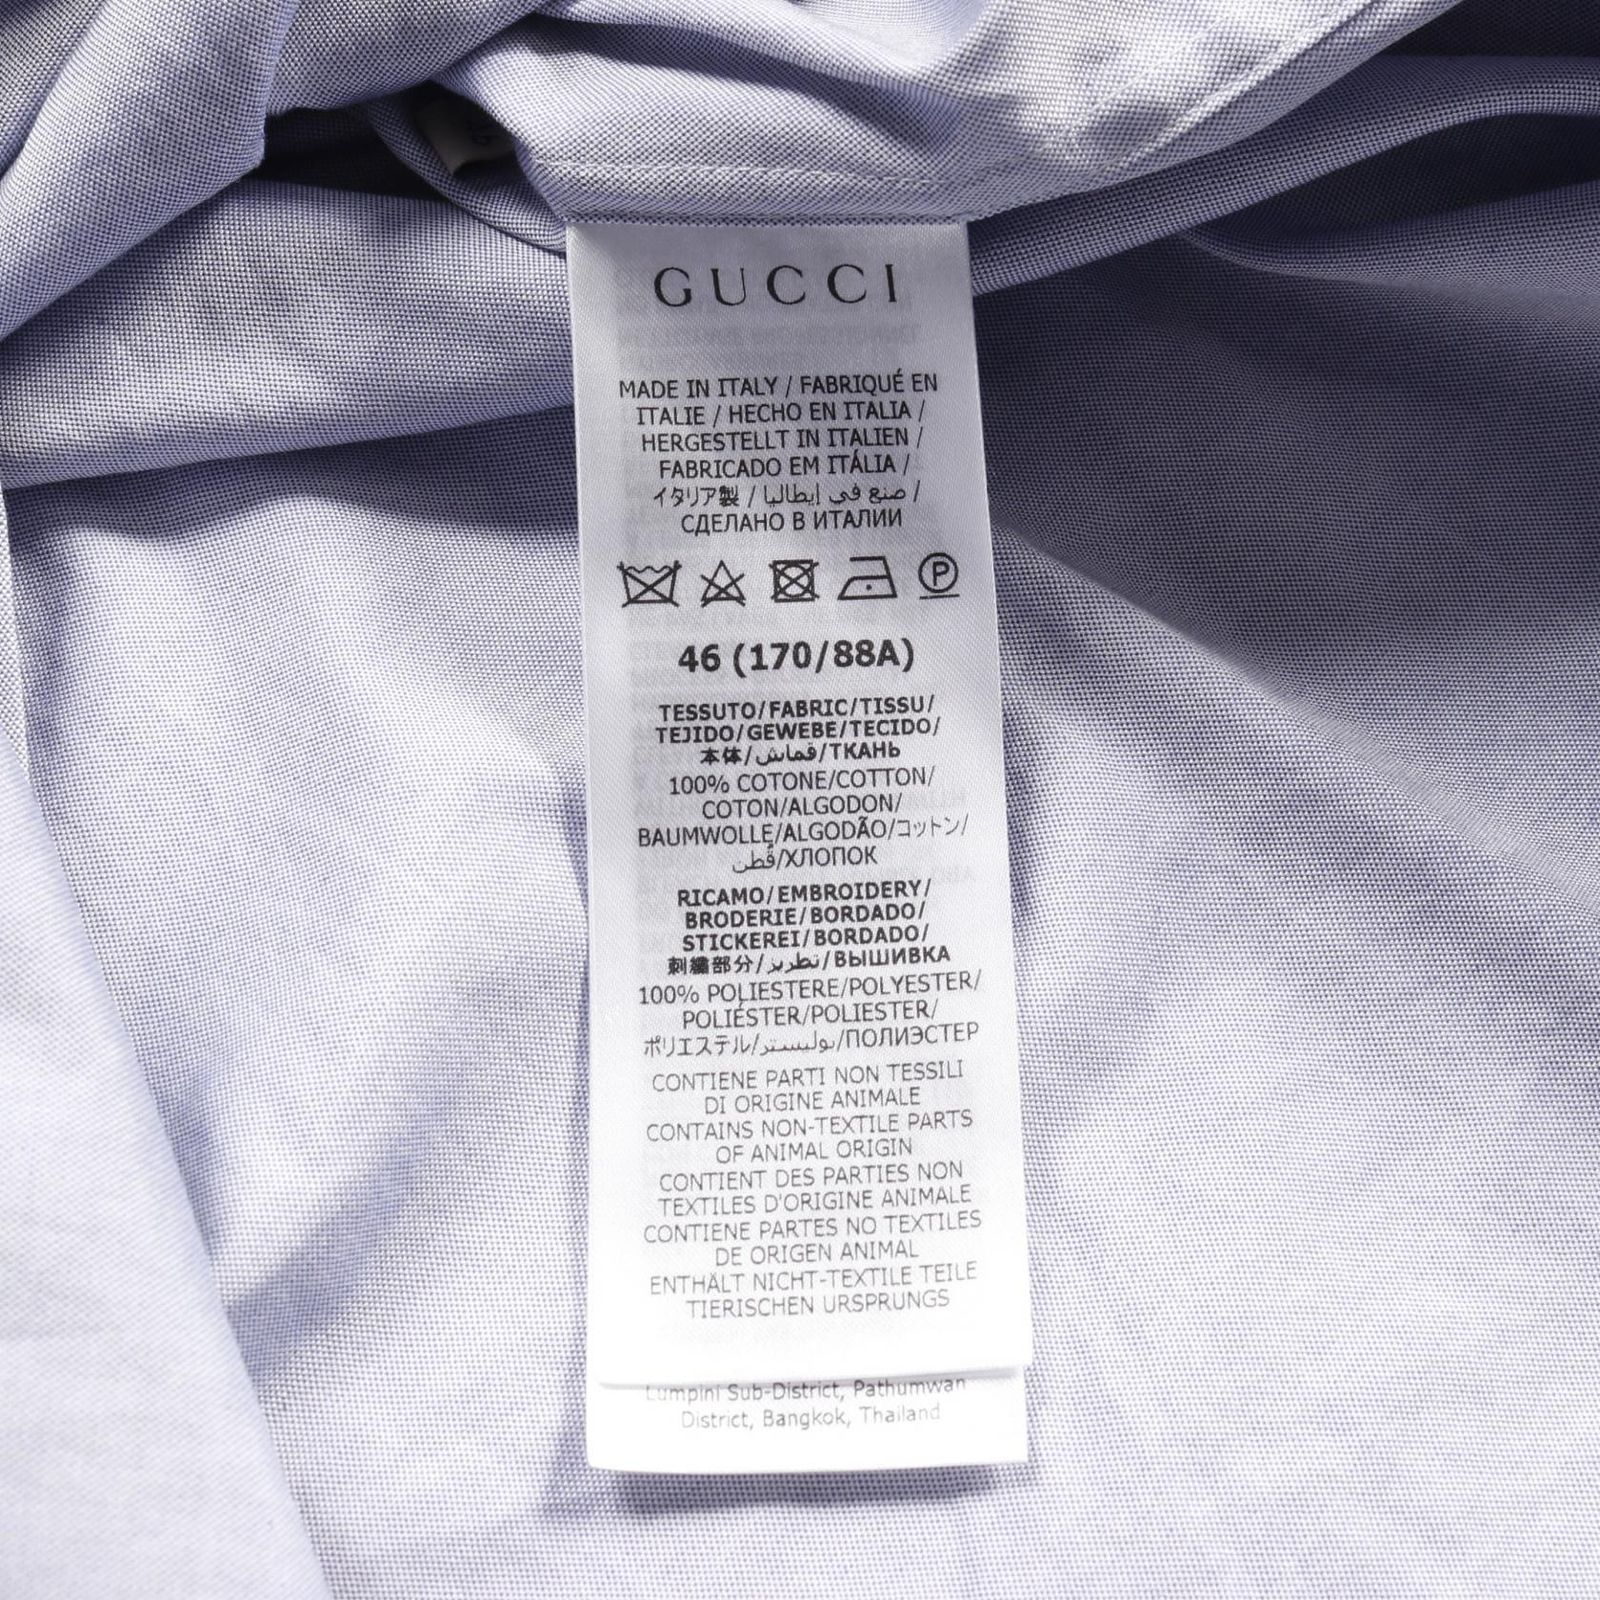 GUCCI
MADE IN ITALY / FABRIQUÉ EN
ITALIE / HECHO EN ITALIA /
HERGESTELLT IN ITALIEN /
FABRICADO EM ITÁLIA /
イタリア製 / صنع في إيطاليا /
СДЕЛАНО В ИТАЛИИ
P
46 (170/88A)
TESSUTO/FABRIC/TISSU/
TEJIDO/GEWEBE/TECIDO/
本体/قماش/ТКАНЬ
100% COTONE/COTTON/
COTON/ALGODON/
BAUMWOLLE/ALGODÃO/コットン/
قطن/ХЛОПОК
RICAMO/EMBROIDERY/
BRODERIE/BORDADO/
STICKEREI/BORDADO/
刺繍部分/تطريز/ВЫШИВКА
100% POLIESTERE/POLYESTER/
POLIÉSTER/POLIESTER/
ポリエステル/بوليستر/ПОЛИЭСТЕР
CONTIENE PARTI NON TESSILI
DI ORIGINE ANIMALE
CONTAINS NON-TEXTILE PARTS
OF ANIMAL ORIGIN
CONTIENT DES PARTIES NON
TEXTILES D'ORIGINE ANIMALE
CONTIENE PARTES NO TEXTILES
DE ORIGEN ANIMAL
ENTHÄLT NICHT-TEXTILE TEILE
TIERISCHEN URSPRUNGS
Lumpini Sub-District, Pathumwan
District, Bangkok, Thailand